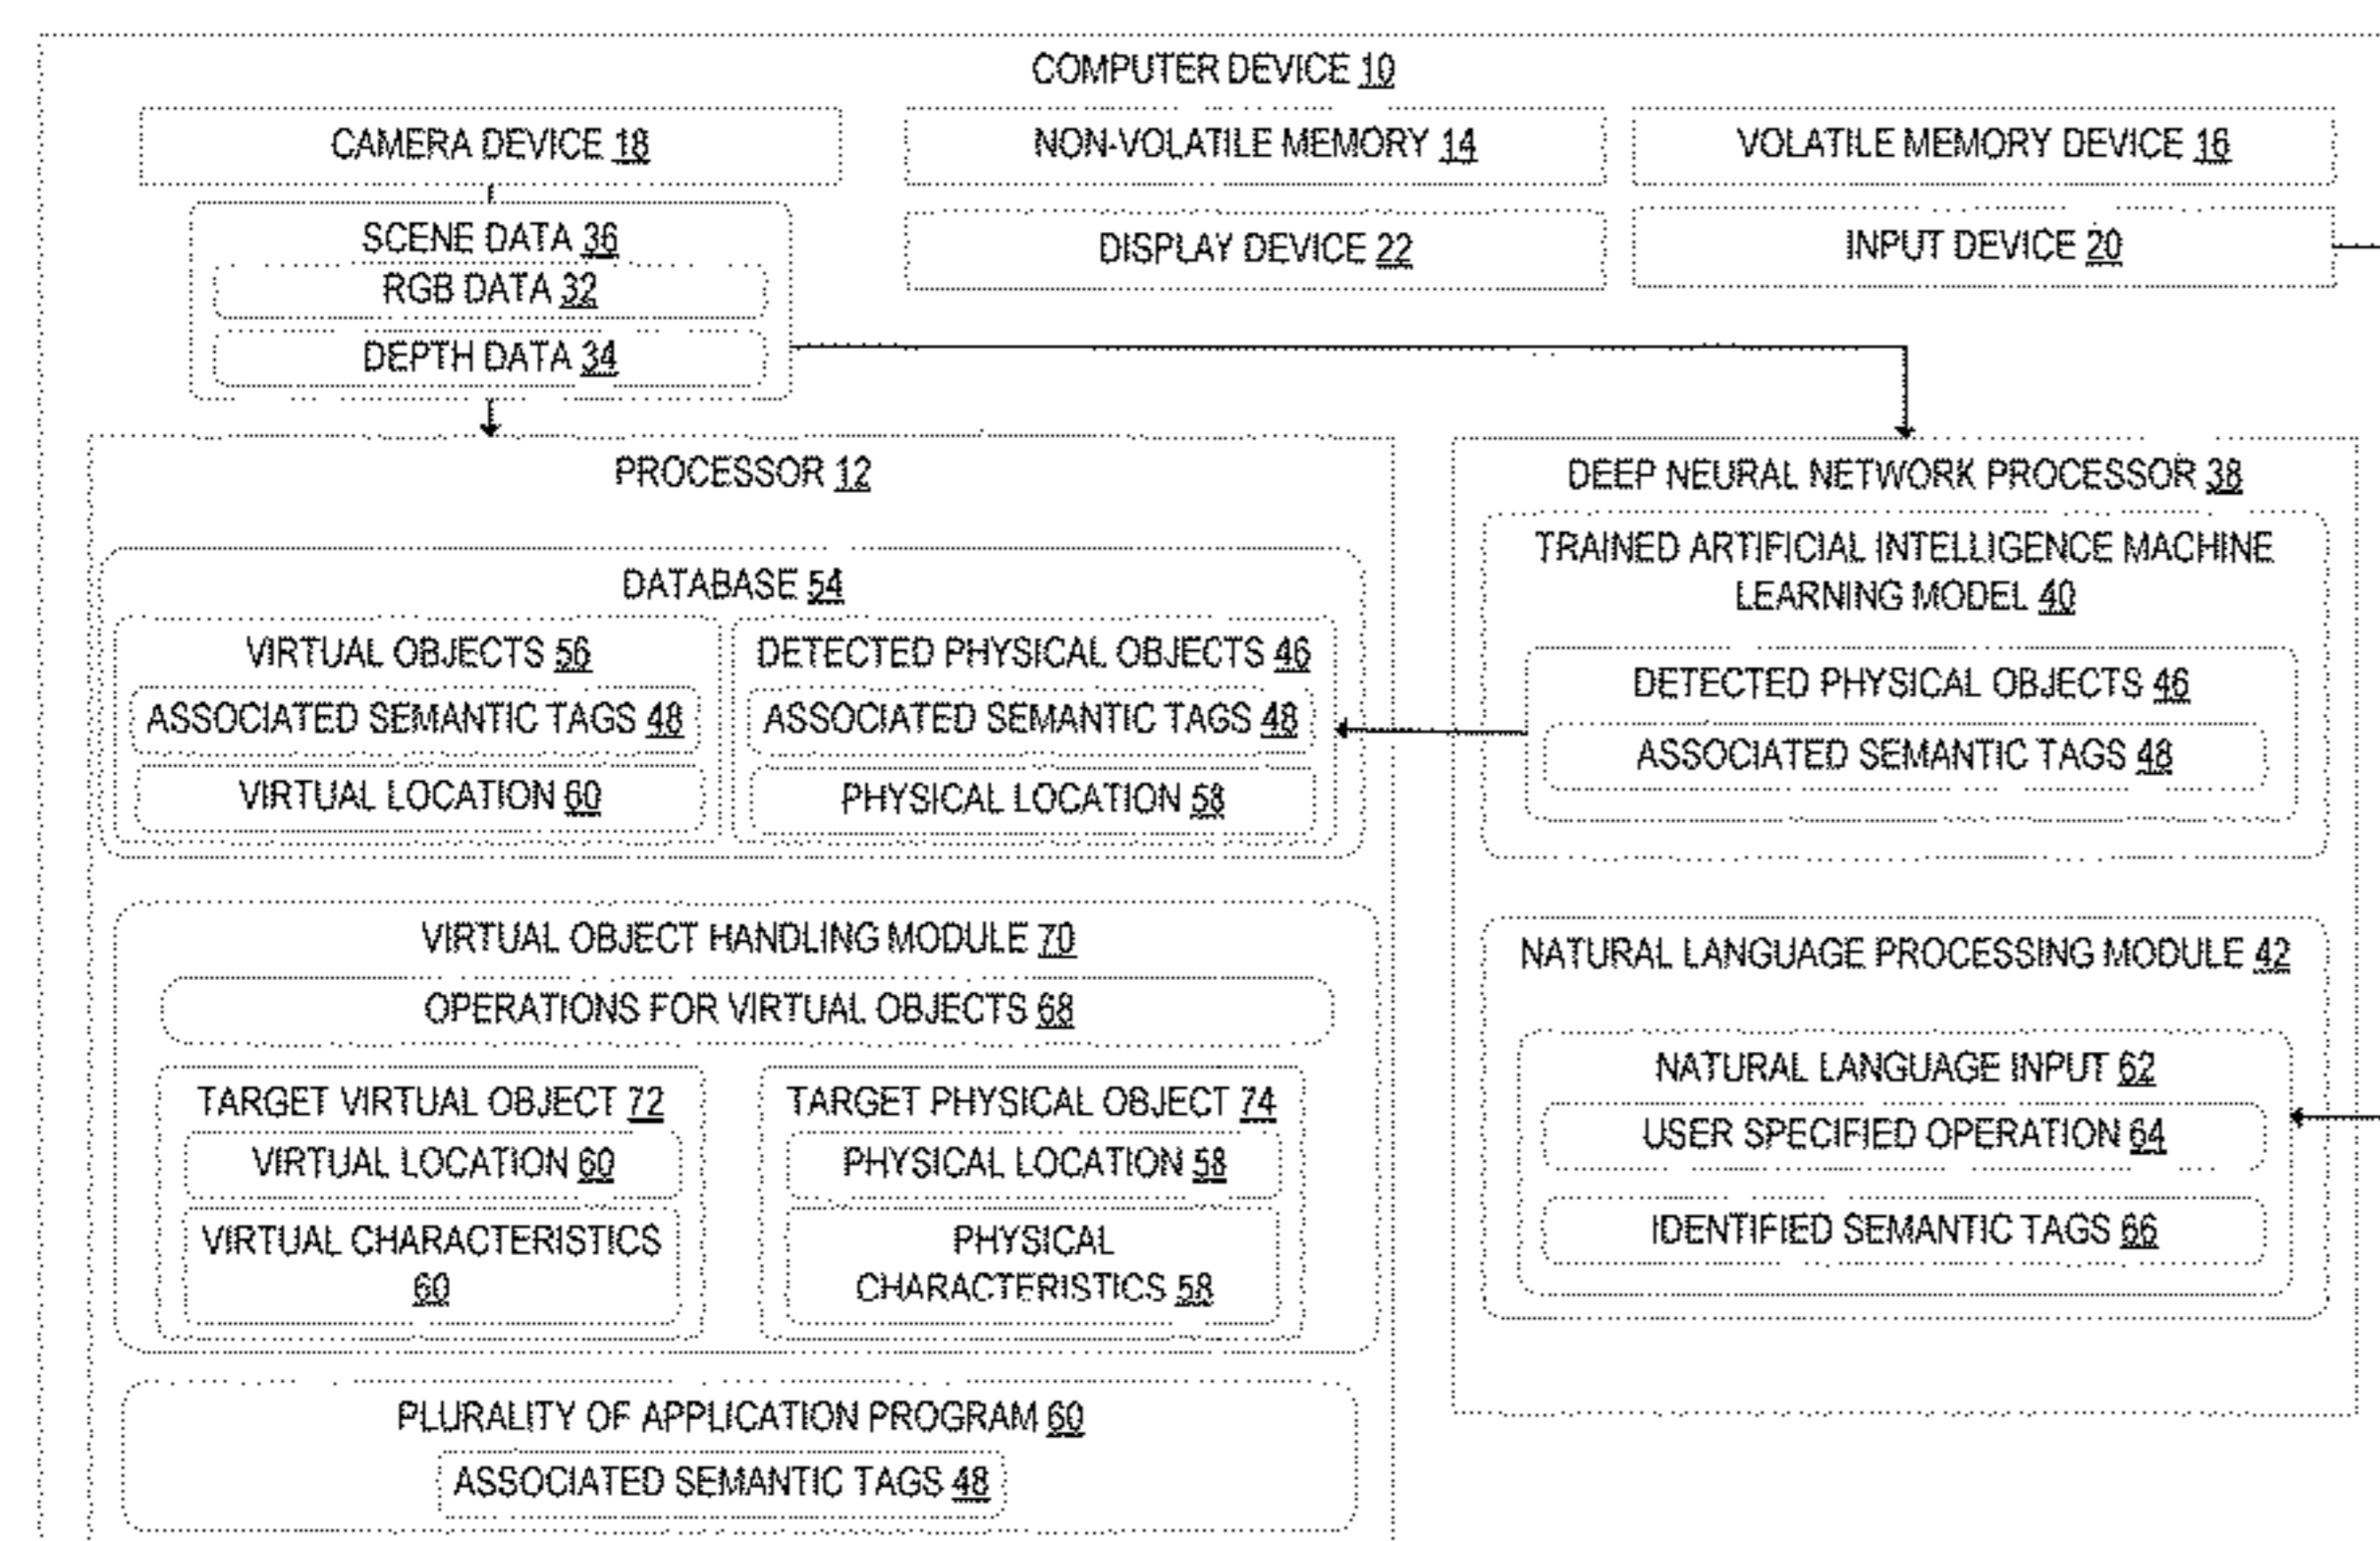 COMPUTER DEVICE 10
CAMERA DEVICE 18
NON-VOLATILE MEMORY 14
VOLATILE MEMORY DEVICE 16
SCENE DATA 36
RGB DATA 32
DEPTH DATA 34
DISPLAY DEVICE 22
INPUT DEVICE 20
PROCESSOR 12
DATABASE 54
VIRTUAL OBJECTS 56
ASSOCIATED SEMANTIC TAGS 48
VIRTUAL LOCATION 60
DETECTED PHYSICAL OBJECTS 46
ASSOCIATED SEMANTIC TAGS 48
PHYSICAL LOCATION 58
VIRTUAL OBJECT HANDLING MODULE 70
OPERATIONS FOR VIRTUAL OBJECTS 68
TARGET VIRTUAL OBJECT 72
VIRTUAL LOCATION 60
VIRTUAL CHARACTERISTICS
60
TARGET PHYSICAL OBJECT 74
PHYSICAL LOCATION 58
PHYSICAL
CHARACTERISTICS 58
PLURALITY OF APPLICATION PROGRAM 60
ASSOCIATED SEMANTIC TAGS 48
DEEP NEURAL NETWORK PROCESSOR 38
TRAINED ARTIFICIAL INTELLIGENCE MACHINE
LEARNING MODEL 40
DETECTED PHYSICAL OBJECTS 46
ASSOCIATED SEMANTIC TAGS 48
NATURAL LANGUAGE PROCESSING MODULE 42
NATURAL LANGUAGE INPUT 62
USER SPECIFIED OPERATION 64
IDENTIFIED SEMANTIC TAGS 66